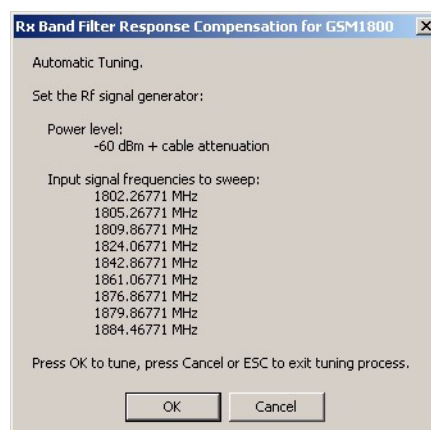 Rx Band Filter Response Compensation for GSM1800
Automatic Tuning.
Set the Rf signal generator:
Power level:
-60 dBm + cable attenuation
Input signal frequencies to sweep:
1802.26771 MHz
1805.26771 MHz
1809.86771 MHz
1824.06771 MHz
1842.86771 MHz
1861.06771 MHz
1876.86771 MHz
1879.86771 MHz
1884.46771 MHz
Press OK to tune, press Cancel or ESC to exit tuning process.
OK Cancel